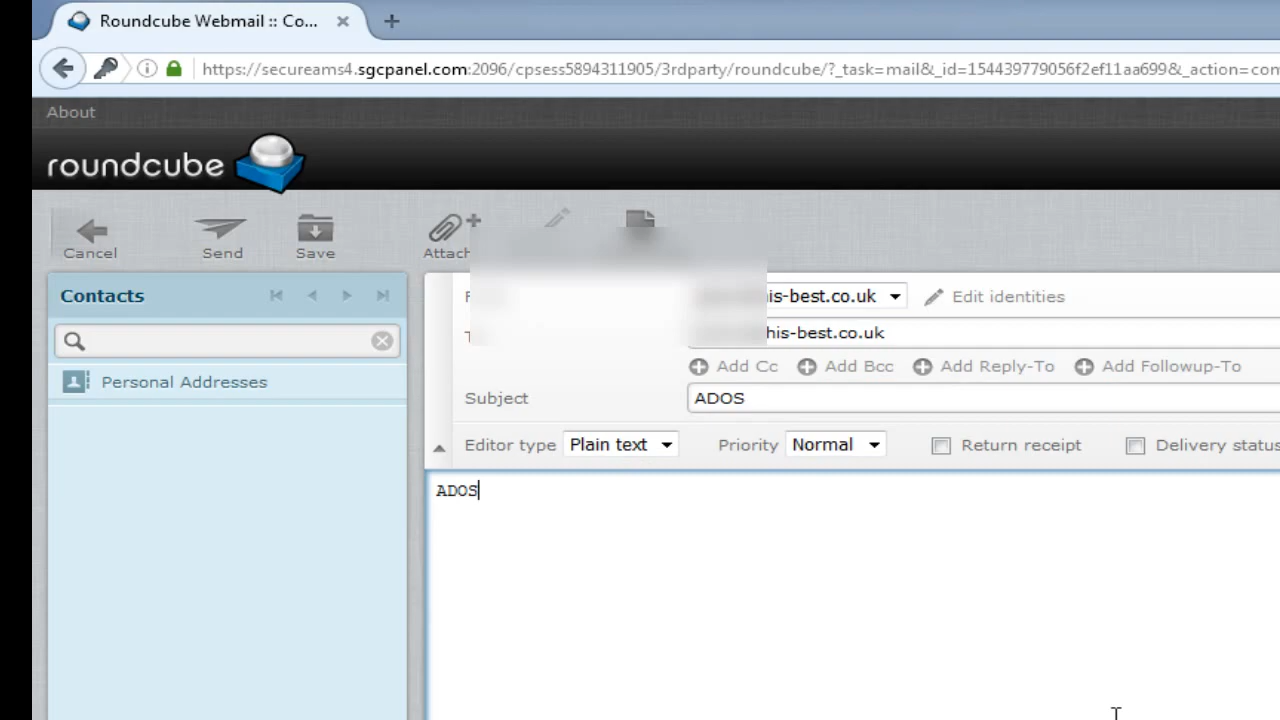 Roundcube Webmail :: Co...
https://secureams4.sgcpanel.com:2096/cpsess5894311905/3rdparty/roundcube/?_task=mail&_id=154439779056f2ef11aa699&_action=con
About
roundcube
Cancel Send Save Attach
Contacts
his-best.co.uk Edit identities
his-best.co.uk
Add Cc Add Bcc Add Reply-To Add Followup-To
Personal Addresses
Subject ADOS
Editor type Plain text Priority Normal Return receipt Delivery status
ADOS